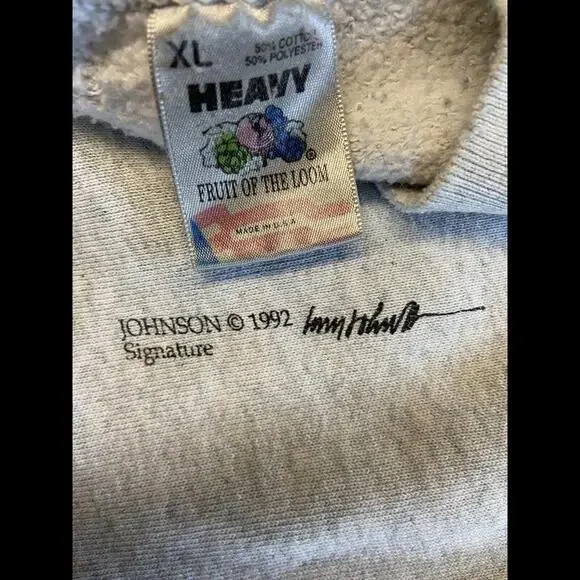 XL
50% COTTON
50% POLYESTER
HEAVY
FRUIT OF THE LOOM
®
MADE IN U.S.A
JOHNSON © 1992
Signature